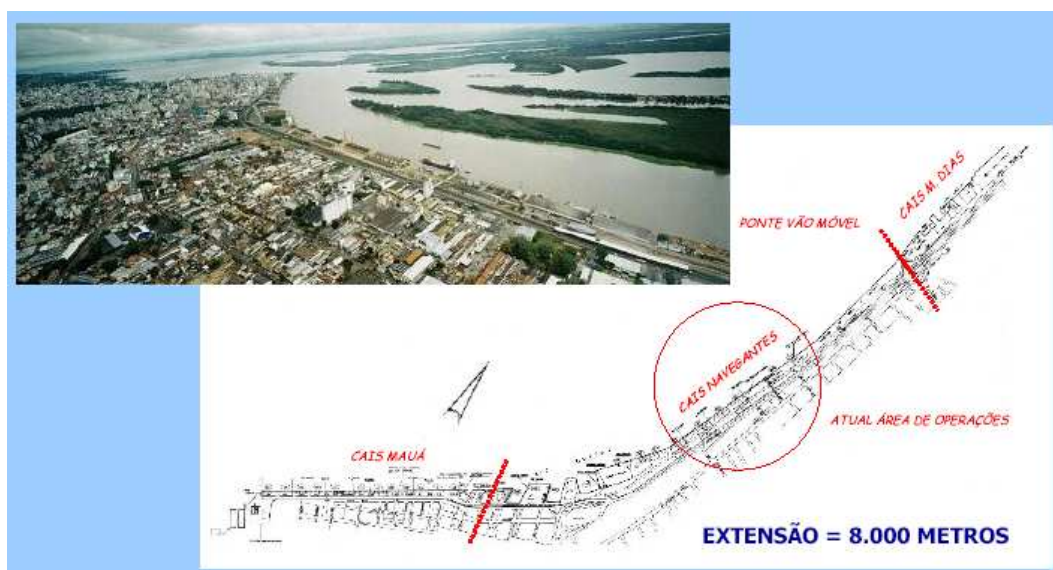 CAIS M. DIAS
PONTE VÃO MÓVEL
CAIS NAVEGANTES
ATUAL ÁREA DE OPERAÇÕES
CAIS MAUÁ
EXTENSÃO = 8.000 METROS